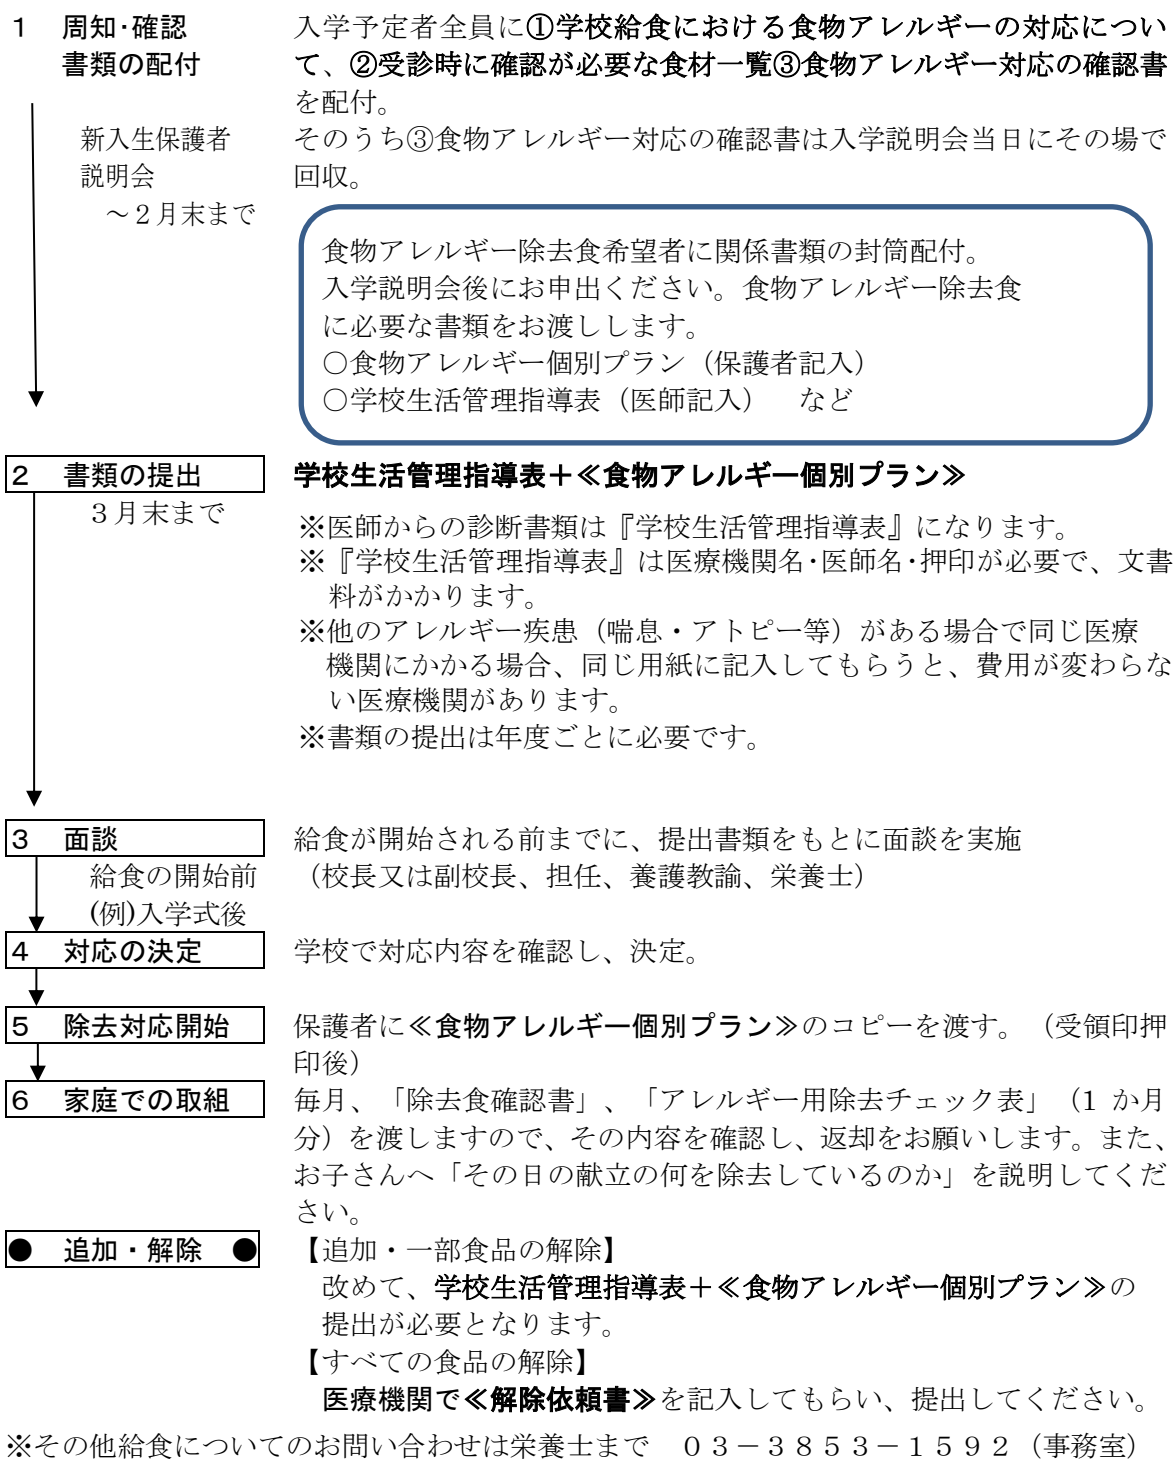 １　周知･確認　入学予定者全員に①学校給食における食物アレルギーの対応につい
書類の配付　て、②受診時に確認が必要な食材一覧③食物アレルギー対応の確認書
を配付。
新入生保護者　そのうち③食物アレルギー対応の確認書は入学説明会当日にその場で
説明会　回収。
～２月末まで
食物アレルギー除去食希望者に関係書類の封筒配付。
入学説明会後にお申出ください。食物アレルギー除去食
に必要な書類をお渡しします。
○食物アレルギー個別プラン（保護者記入）
○学校生活管理指導表（医師記入）　など
２　書類の提出　学校生活管理指導表＋≪食物アレルギー個別プラン≫
３月末まで
※医師からの診断書類は『学校生活管理指導表』になります。
※『学校生活管理指導表』は医療機関名･医師名･押印が必要で、文書
料がかかります。
※他のアレルギー疾患（喘息・アトピー等）がある場合で同じ医療
機関にかかる場合、同じ用紙に記入してもらうと、費用が変わらな
い医療機関があります。
※書類の提出は年度ごとに必要です。
３　面談　給食が開始される前までに、提出書類をもとに面談を実施
給食の開始前　（校長又は副校長、担任、養護教諭、栄養士）
(例)入学式後
４　対応の決定　学校で対応内容を確認し、決定。
５　除去対応開始　保護者に≪食物アレルギー個別プラン≫のコピーを渡す。（受領印押
印後）
６　家庭での取組　毎月、「除去食確認書」、「アレルギー用除去チェック表」（1 か月
分）を渡しますので、その内容を確認し、返却をお願いします。また、
お子さんへ「その日の献立の何を除去しているのか」を説明してくだ
さい。
●　追加・解除　●　【追加・一部食品の解除】
改めて、学校生活管理指導表＋≪食物アレルギー個別プラン≫の
提出が必要となります。
【すべての食品の解除】
医療機関で≪解除依頼書≫を記入してもらい、提出してください。
※その他給食についてのお問い合わせは栄養士まで　０３－３８５３－１５９２（事務室）